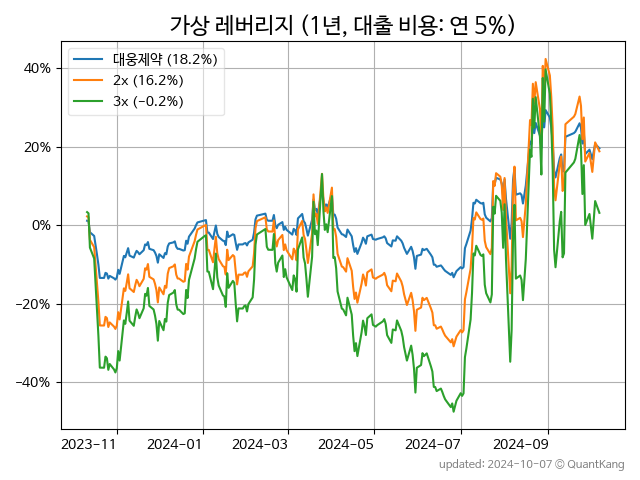 가상 레버리지 (1년, 대출 비용: 연 5%)
대웅제약 (18.2%)
2x (16.2%)
3x (−0.2%)
40%
20%
0%
−20%
−40%
2023-11
2024-01
2024-03
2024-05
2024-07
2024-09
updated: 2024-10-07 © QuantKang